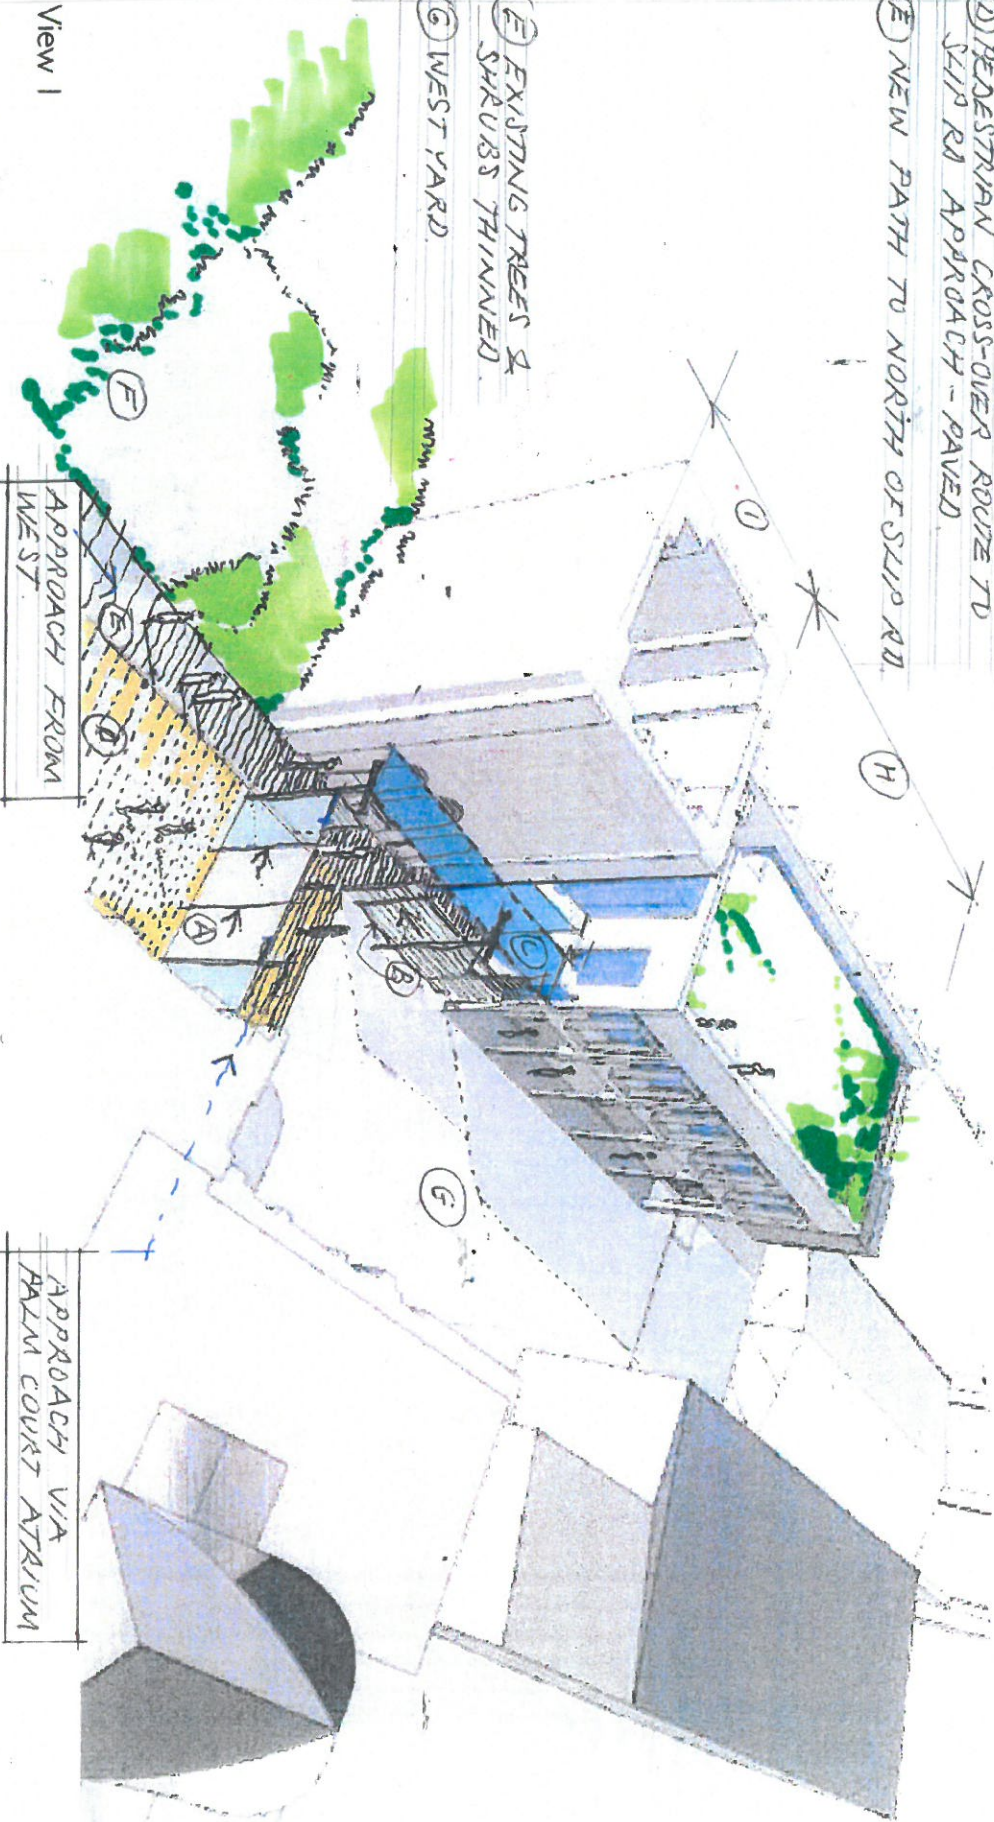 (D) PEDESTRIAN CROSS-OVER ROUTE TO
SLIP RD APPROACH - PAVED.
(E) NEW PATH TO NORTH OF SLIP RD.
(E) EXISTING TREES &
SHRUBS THINNED.
(G) WEST YARD.
I
H
C
B
A
G
F
E
D
APPROACH FROM
WEST
APPROACH VIA
PALM COURT ATRIUM
View 1